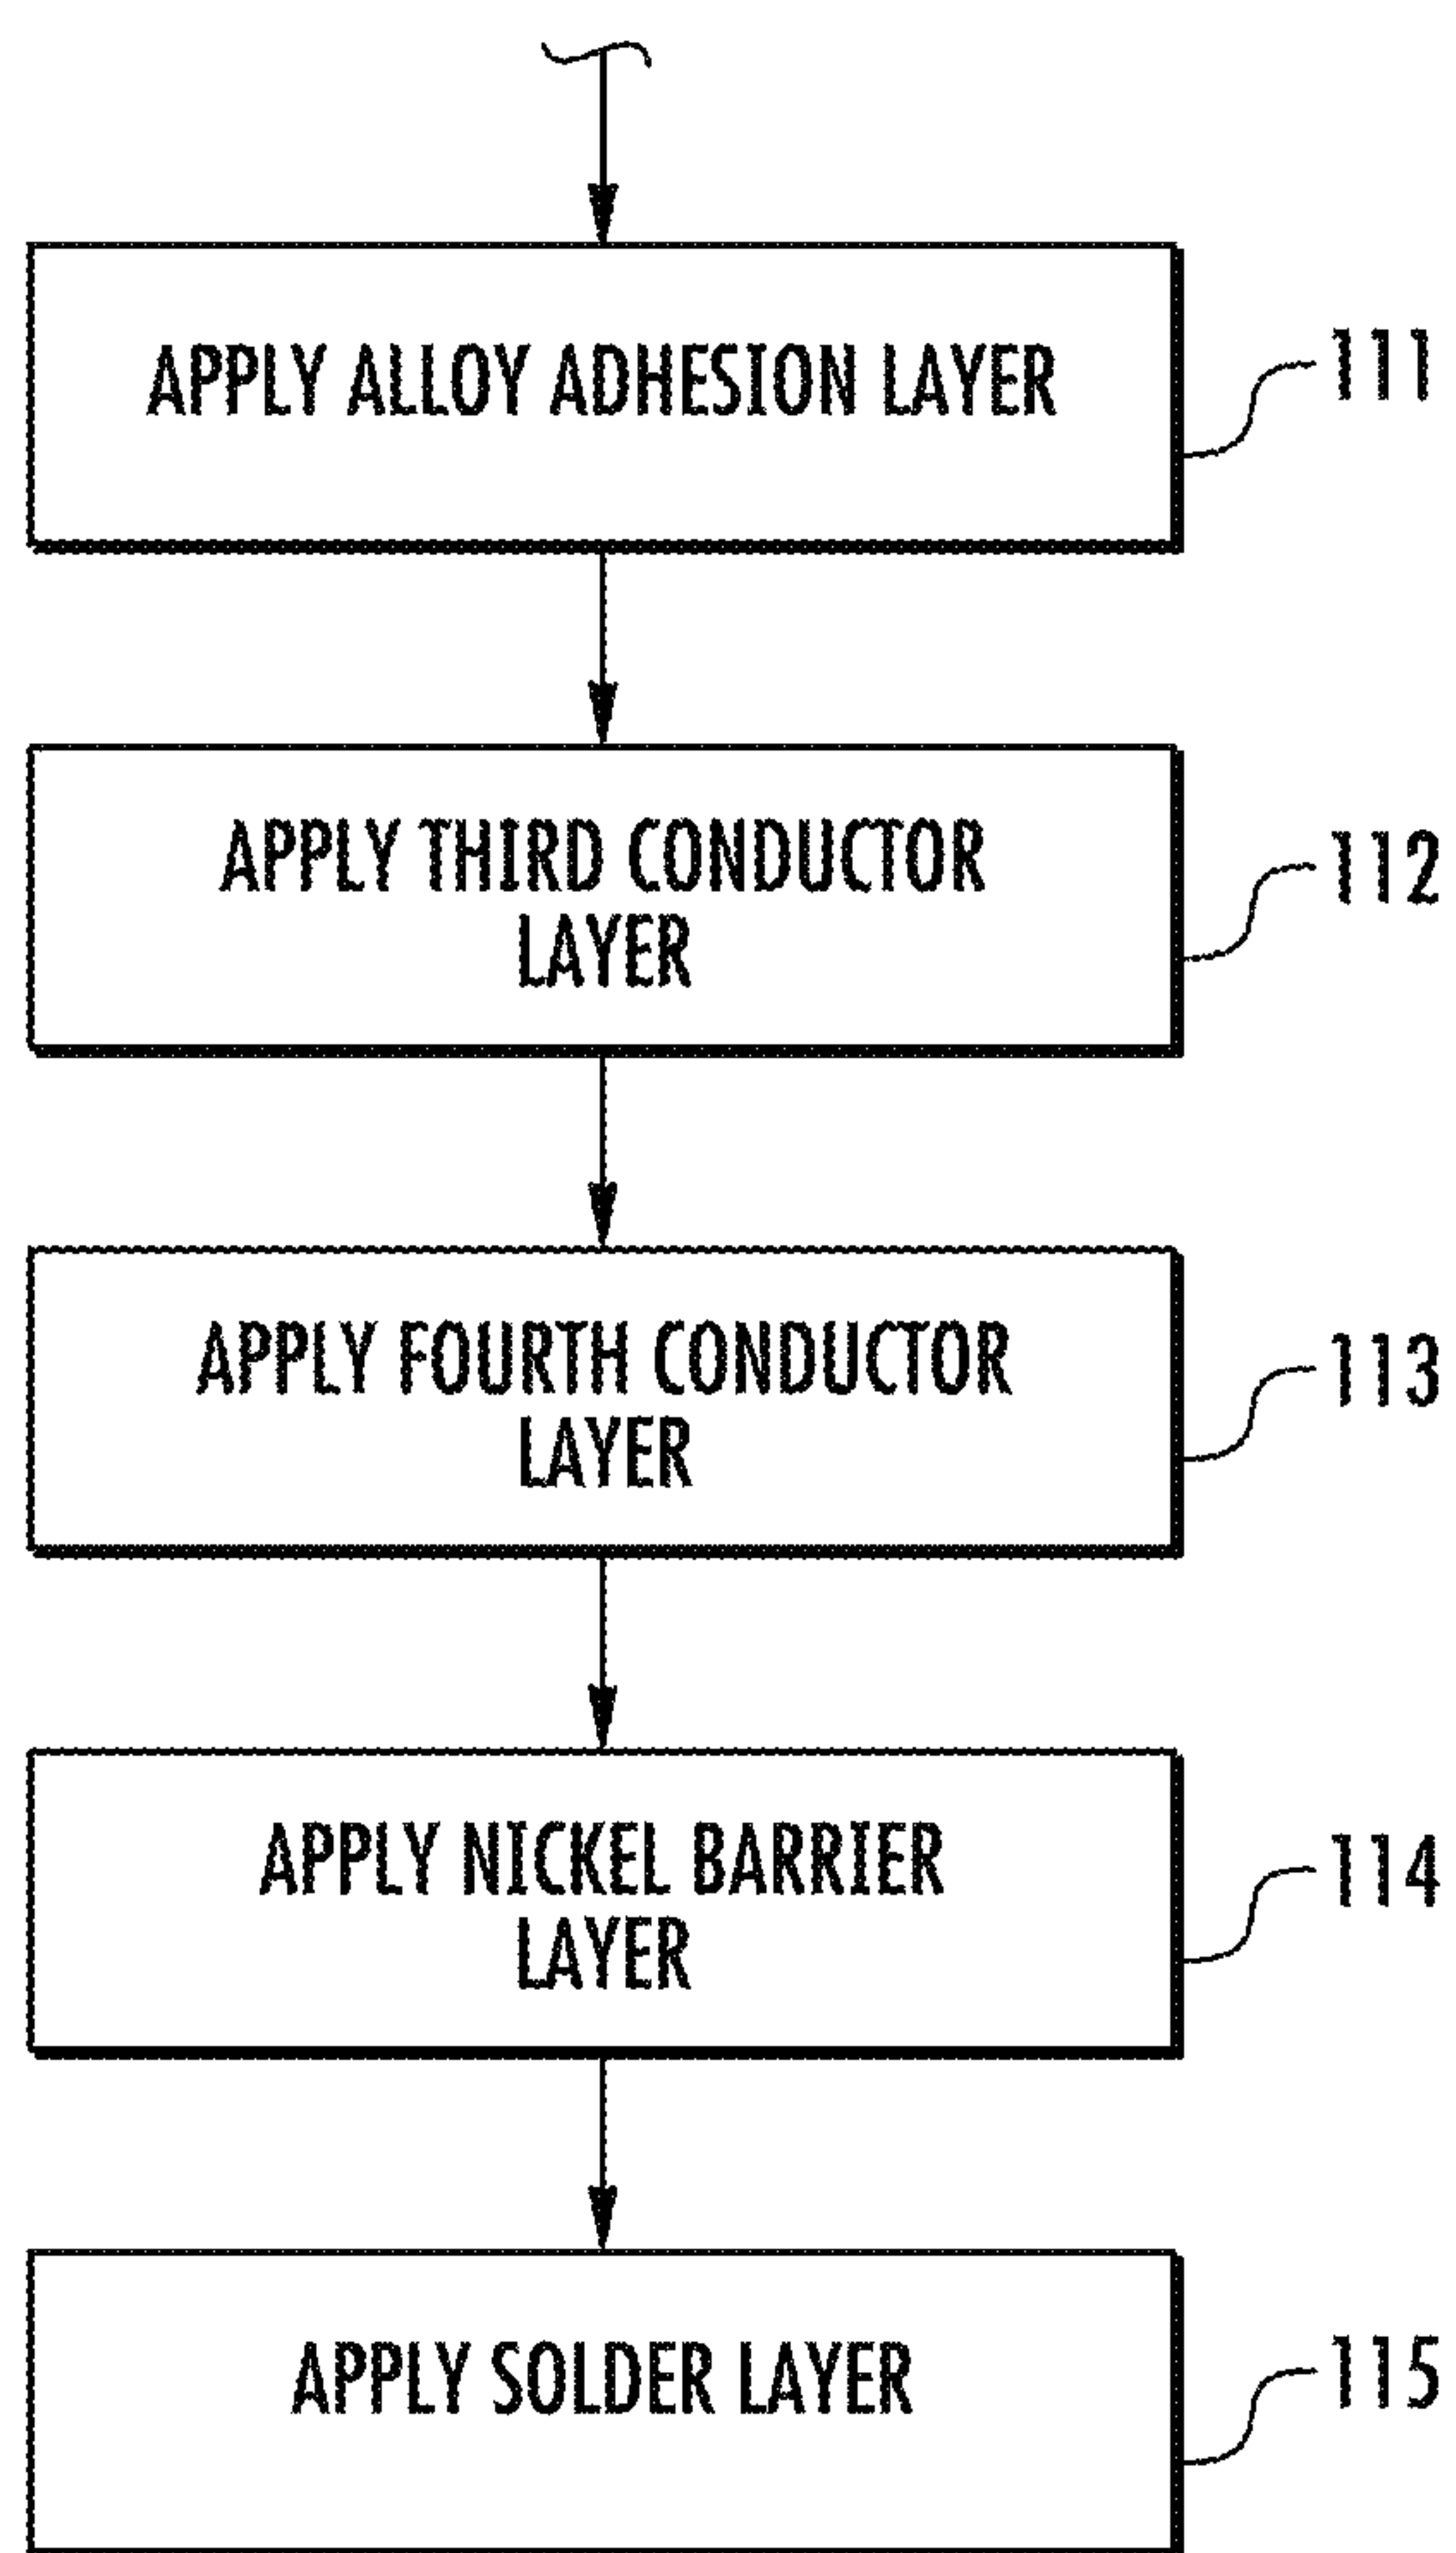 APPLY ALLOY ADHESION LAYER
111
APPLY THIRD CONDUCTOR
LAYER
112
APPLY FOURTH CONDUCTOR
LAYER
113
APPLY NICKEL BARRIER
LAYER
114
APPLY SOLDER LAYER
115